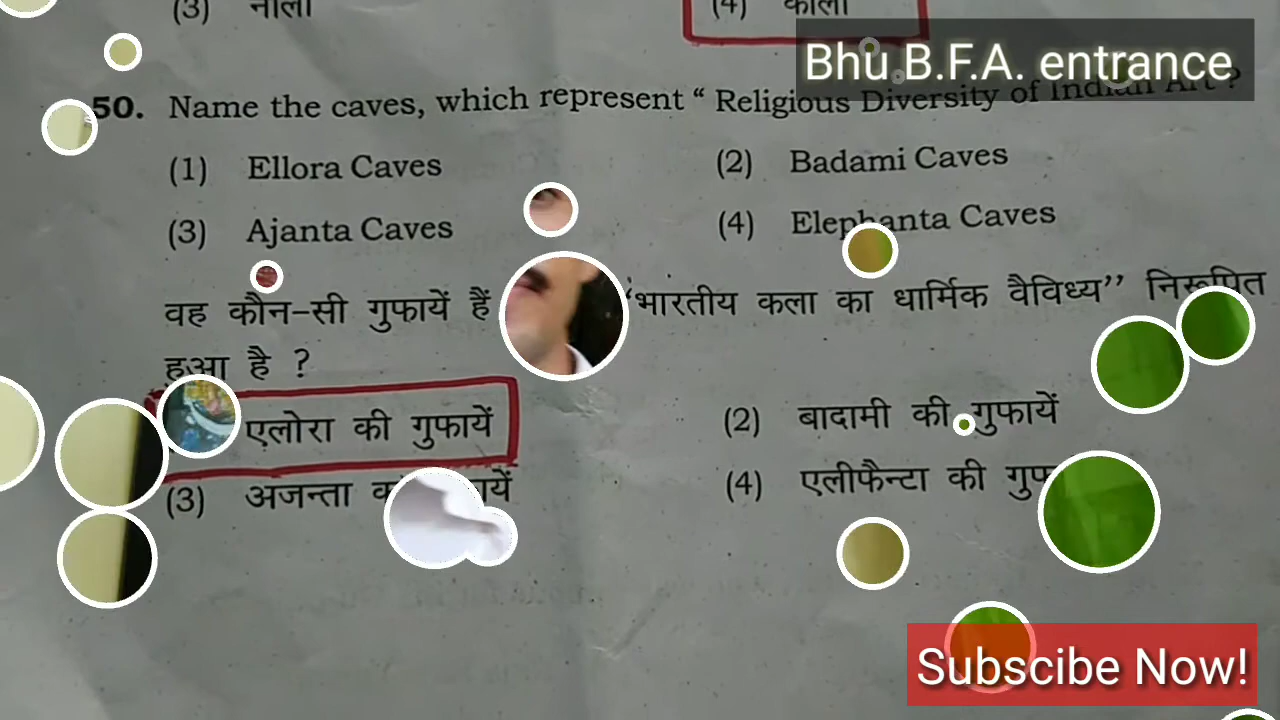 (3) नीला (4) काला
Bhu B.F.A. entrance
50. Name the caves, which represent “ Religious Diversity of Indian Art ?
(1) Ellora Caves (2) Badami Caves
(3) Ajanta Caves (4) Elephanta Caves
वह कौन-सी गुफायें हैं ‘भारतीय कला का धार्मिक वैविध्य’’ निरूपित
हुआ है ?
एलोरा की गुफायें (2) बादामी की गुफायें
(3) अजन्ता (4) एलीफैन्टा की
Subscibe Now!